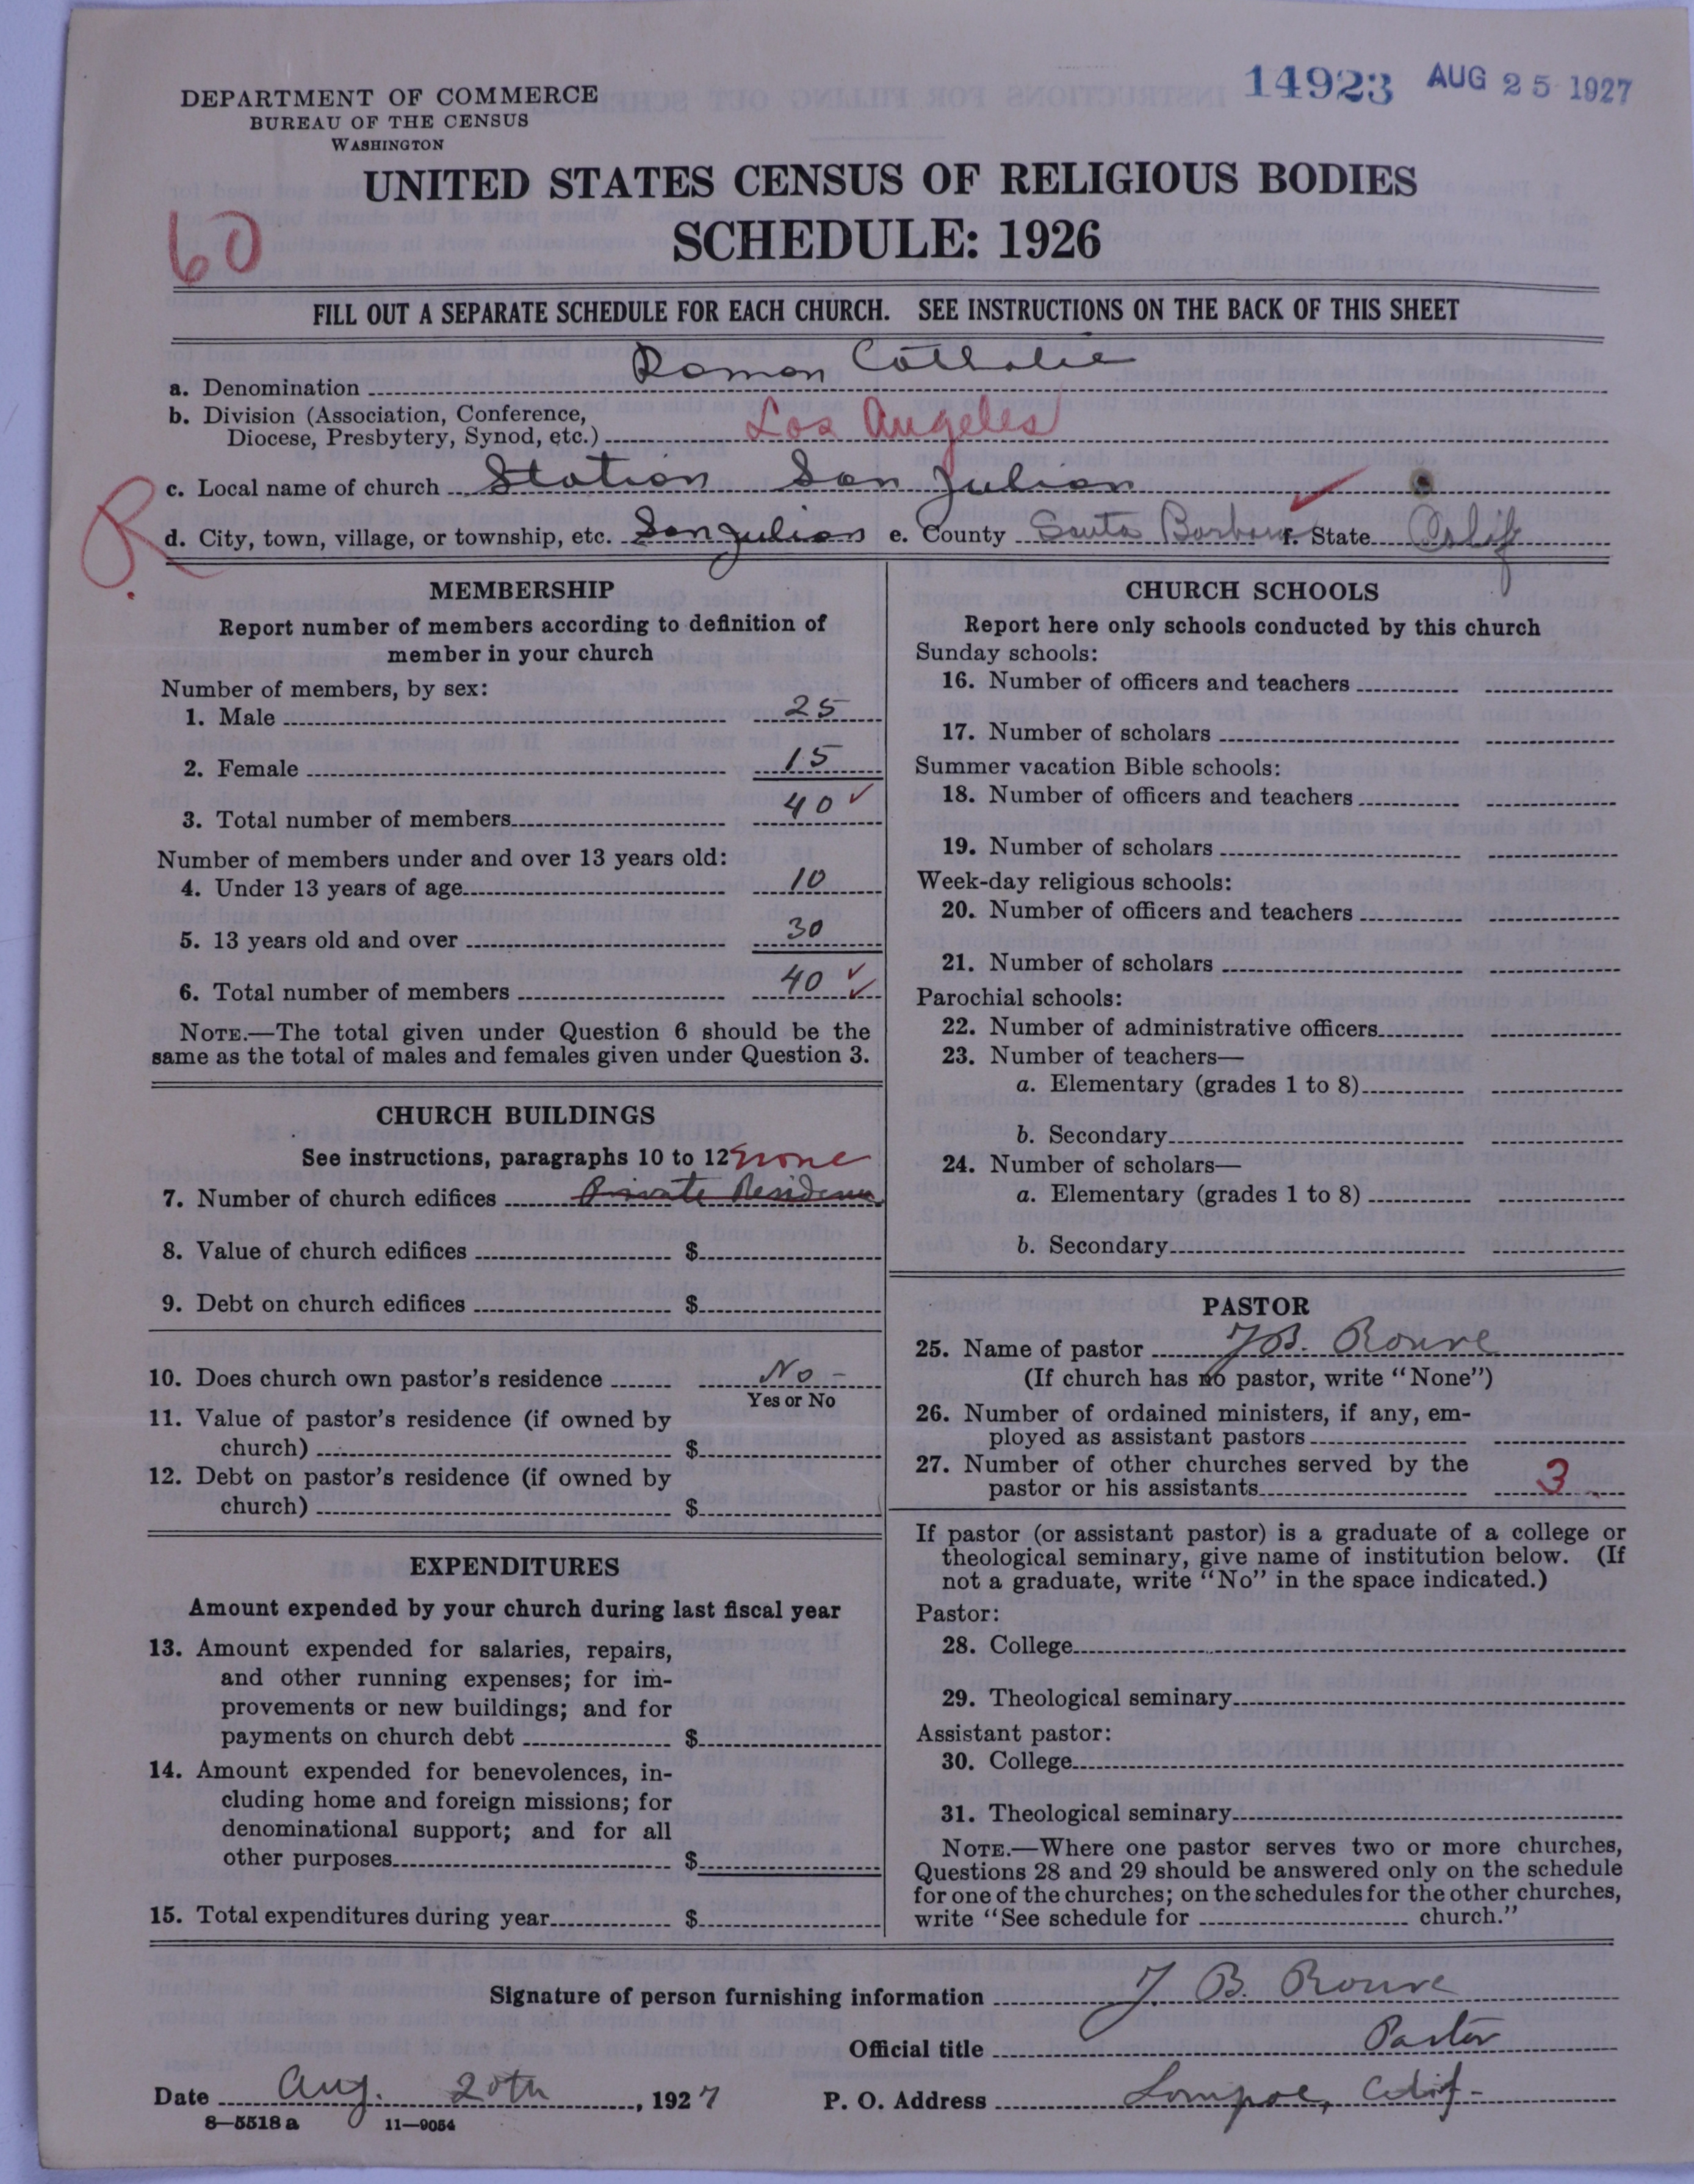 14923 AUG 25 1927
DEPARTMENT OF COMMERCE
BUREAU OF THE CENSUS
WASHINGTON
UNITED STATES CENSUS OF RELIGIOUS BODIES
SCHEDULE: 1926
60
FILL OUT A SEPARATE SCHEDULE FOR EACH CHURCH. SEE INSTRUCTIONS ON THE BACK OF THIS SHEET
a. Denomination Roman Catholic
b. Division (Association, Conference,
Diocese, Presbytery, Synod, etc.) Los Angeles
R.
c. Local name of church Station San Julian
d. City, town, village, or township, etc. San Julian e. County Santa Barbara f. State Calif
MEMBERSHIP
Report number of members according to definition of
member in your church
Number of members, by sex:
1. Male 25
2. Female 15
3. Total number of members 40 ✓
Number of members under and over 13 years old:
4. Under 13 years of age 10
5. 13 years old and over 30
6. Total number of members 40 ✓
NOTE.—The total given under Question 6 should be the
same as the total of males and females given under Question 3.
CHURCH BUILDINGS
See instructions, paragraphs 10 to 12 none
7. Number of church edifices Private Residence
8. Value of church edifices $
9. Debt on church edifices $
10. Does church own pastor's residence No -
Yes or No
11. Value of pastor's residence (if owned by
church) $
12. Debt on pastor's residence (if owned by
church) $
EXPENDITURES
Amount expended by your church during last fiscal year
13. Amount expended for salaries, repairs,
and other running expenses; for im-
provements or new buildings; and for
payments on church debt $
14. Amount expended for benevolences, in-
cluding home and foreign missions; for
denominational support; and for all
other purposes $
15. Total expenditures during year $
CHURCH SCHOOLS
Report here only schools conducted by this church
Sunday schools:
16. Number of officers and teachers
17. Number of scholars
Summer vacation Bible schools:
18. Number of officers and teachers
19. Number of scholars
Week-day religious schools:
20. Number of officers and teachers
21. Number of scholars
Parochial schools:
22. Number of administrative officers
23. Number of teachers—
a. Elementary (grades 1 to 8)
b. Secondary
24. Number of scholars—
a. Elementary (grades 1 to 8)
b. Secondary
PASTOR
25. Name of pastor J B. Rourve
(If church has no pastor, write "None")
26. Number of ordained ministers, if any, em-
ployed as assistant pastors
27. Number of other churches served by the
pastor or his assistants 3
If pastor (or assistant pastor) is a graduate of a college or
theological seminary, give name of institution below. (If
not a graduate, write "No" in the space indicated.)
Pastor:
28. College
29. Theological seminary
Assistant pastor:
30. College
31. Theological seminary
NOTE.—Where one pastor serves two or more churches,
Questions 28 and 29 should be answered only on the schedule
for one of the churches; on the schedules for the other churches,
write "See schedule for church."
Signature of person furnishing information J. B.
Official title Pastor
Date Aug. 20th, 1927 P. O. Address Lompoc, Calif-
8—5518 a 11—9054